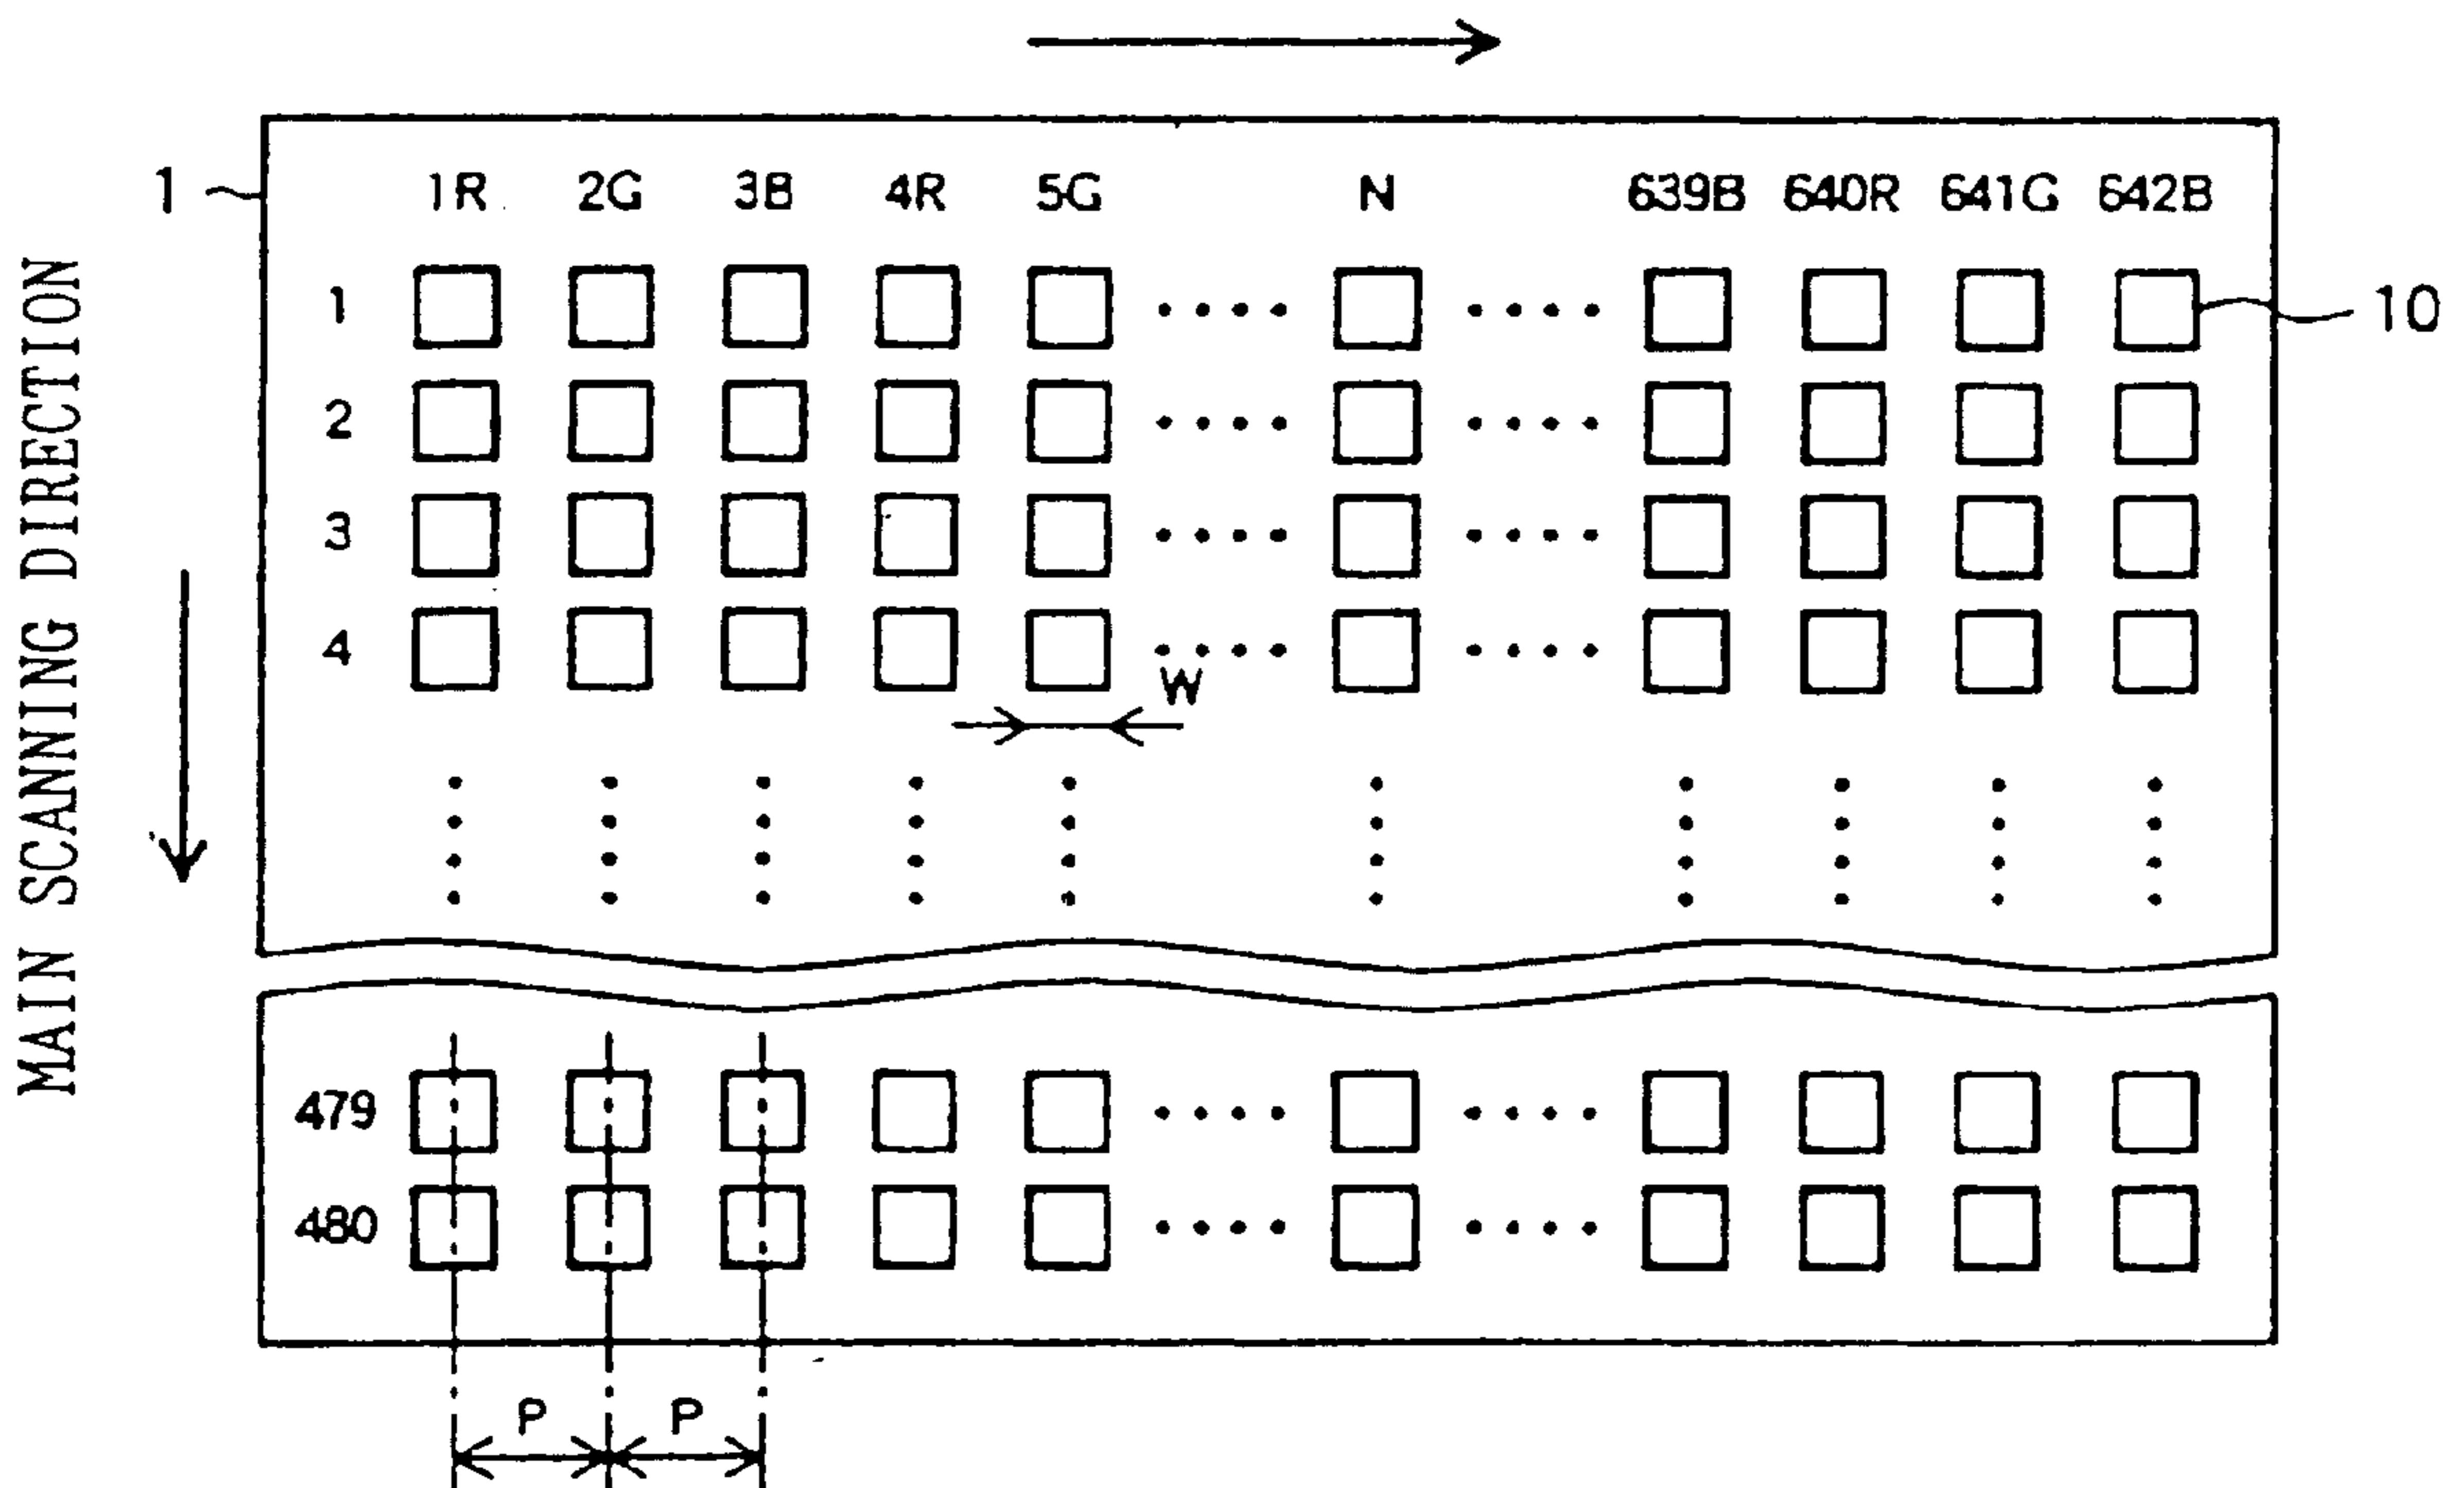 1
1R 2G 3B 4R 5G N 639B 640R 641G 642B
1
10
2
3
4
W
MAIN SCANNING DIRECTION
479
480
P P